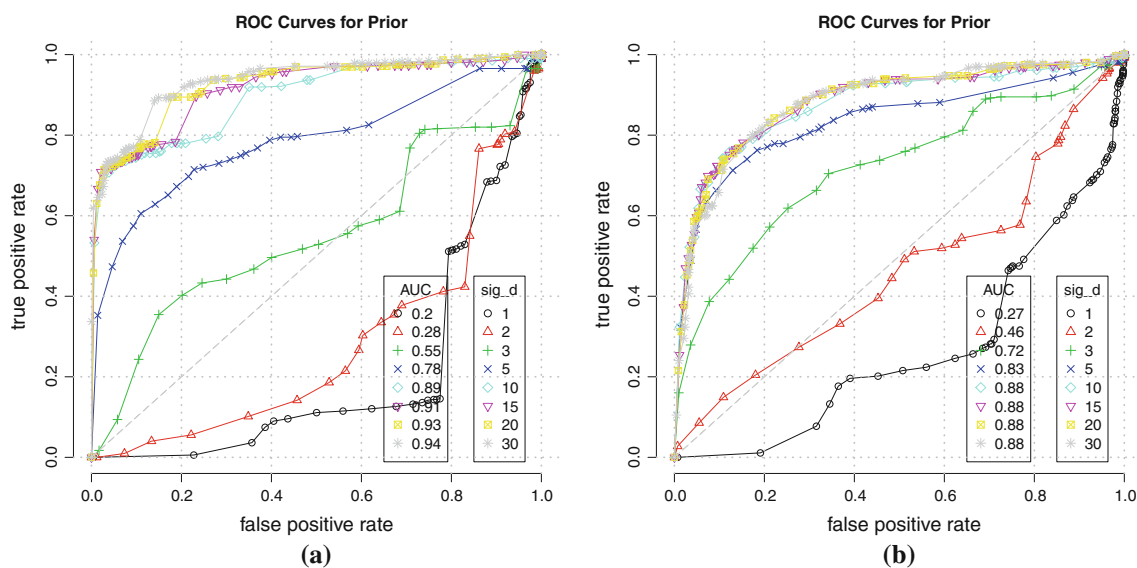 ROC Curves for Prior
true positive rate
1.0
0.8
0.6
0.4
0.2
0.0
AUC sig_d
0.2 1
0.28 2
0.55 3
0.78 5
0.89 10
0.91 15
0.93 20
0.94 30
0.0 0.2 0.4 0.6 0.8 1.0
false positive rate
(a)
ROC Curves for Prior
true positive rate
1.0
0.8
0.6
0.4
0.2
0.0
AUC sig_d
0.27 1
0.46 2
0.72 3
0.83 5
0.88 10
0.88 15
0.88 20
0.88 30
0.0 0.2 0.4 0.6 0.8 1.0
false positive rate
(b)